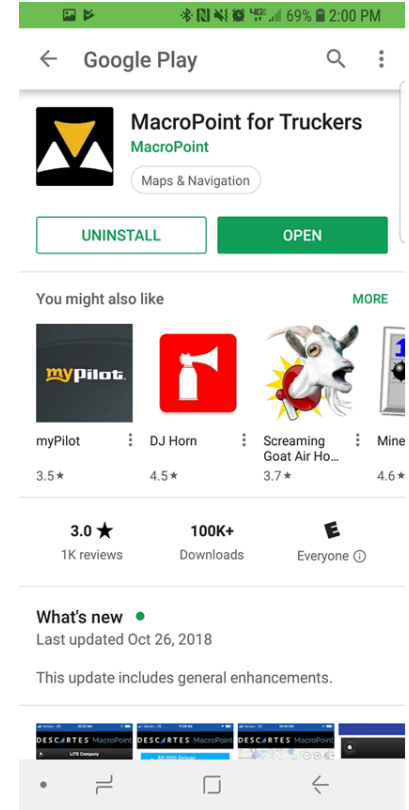 69% 2:00 PM
Google Play
MacroPoint for Truckers
MacroPoint
Maps & Navigation
UNINSTALL
OPEN
You might also like
MORE
myPilot.
myPilot
DJ Horn
Screaming
Goat Air Ho...
Mine
3.5★
4.5★
3.7★
4.6★
3.0 ★
100K+
E
1K reviews
Downloads
Everyone
What's new
Last updated Oct 26, 2018
This update includes general enhancements.
DESCARTES MacroPoint
DESCARTES MacroPoint
DESCARTES MacroPoint
LITE Company